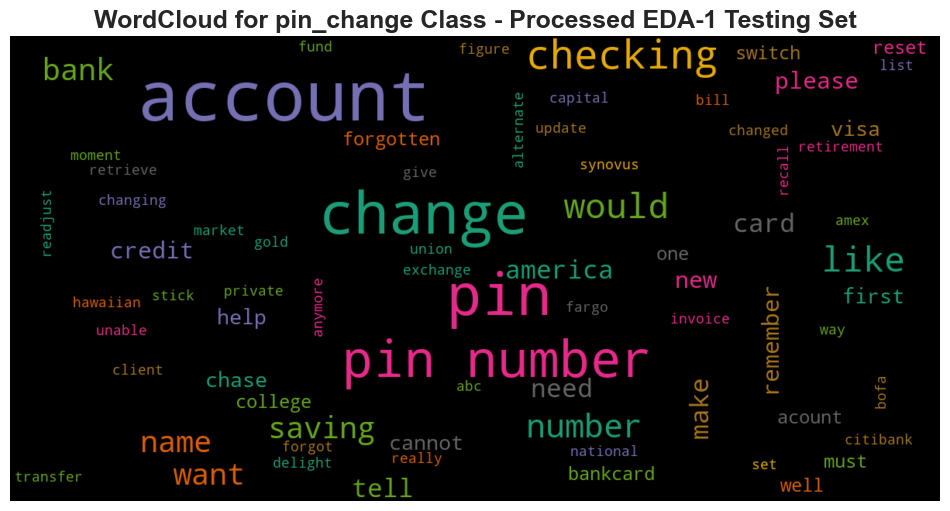 WordCloud for pin_change Class - Processed EDA-1 Testing Set
fund
figure
checking
switch
reset
bank
list
account
please
capital
bill
alternate
forgotten
update
changed
visa
retirement
moment
retrieve
give
synovus
recall
readjust
changing
change
would
card
amex
market
gold
credit
union
one
like
exchange
america
hawaiian
stick
private
anymore
pin
new
first
fargo
unable
help
invoice
remember
way
client
pin number
chase
abc
need
college
make
bofa
saving
number
acount
name
forgot
cannot
citibank
delight
really
national
transfer
want
bankcard
set
must
tell
well